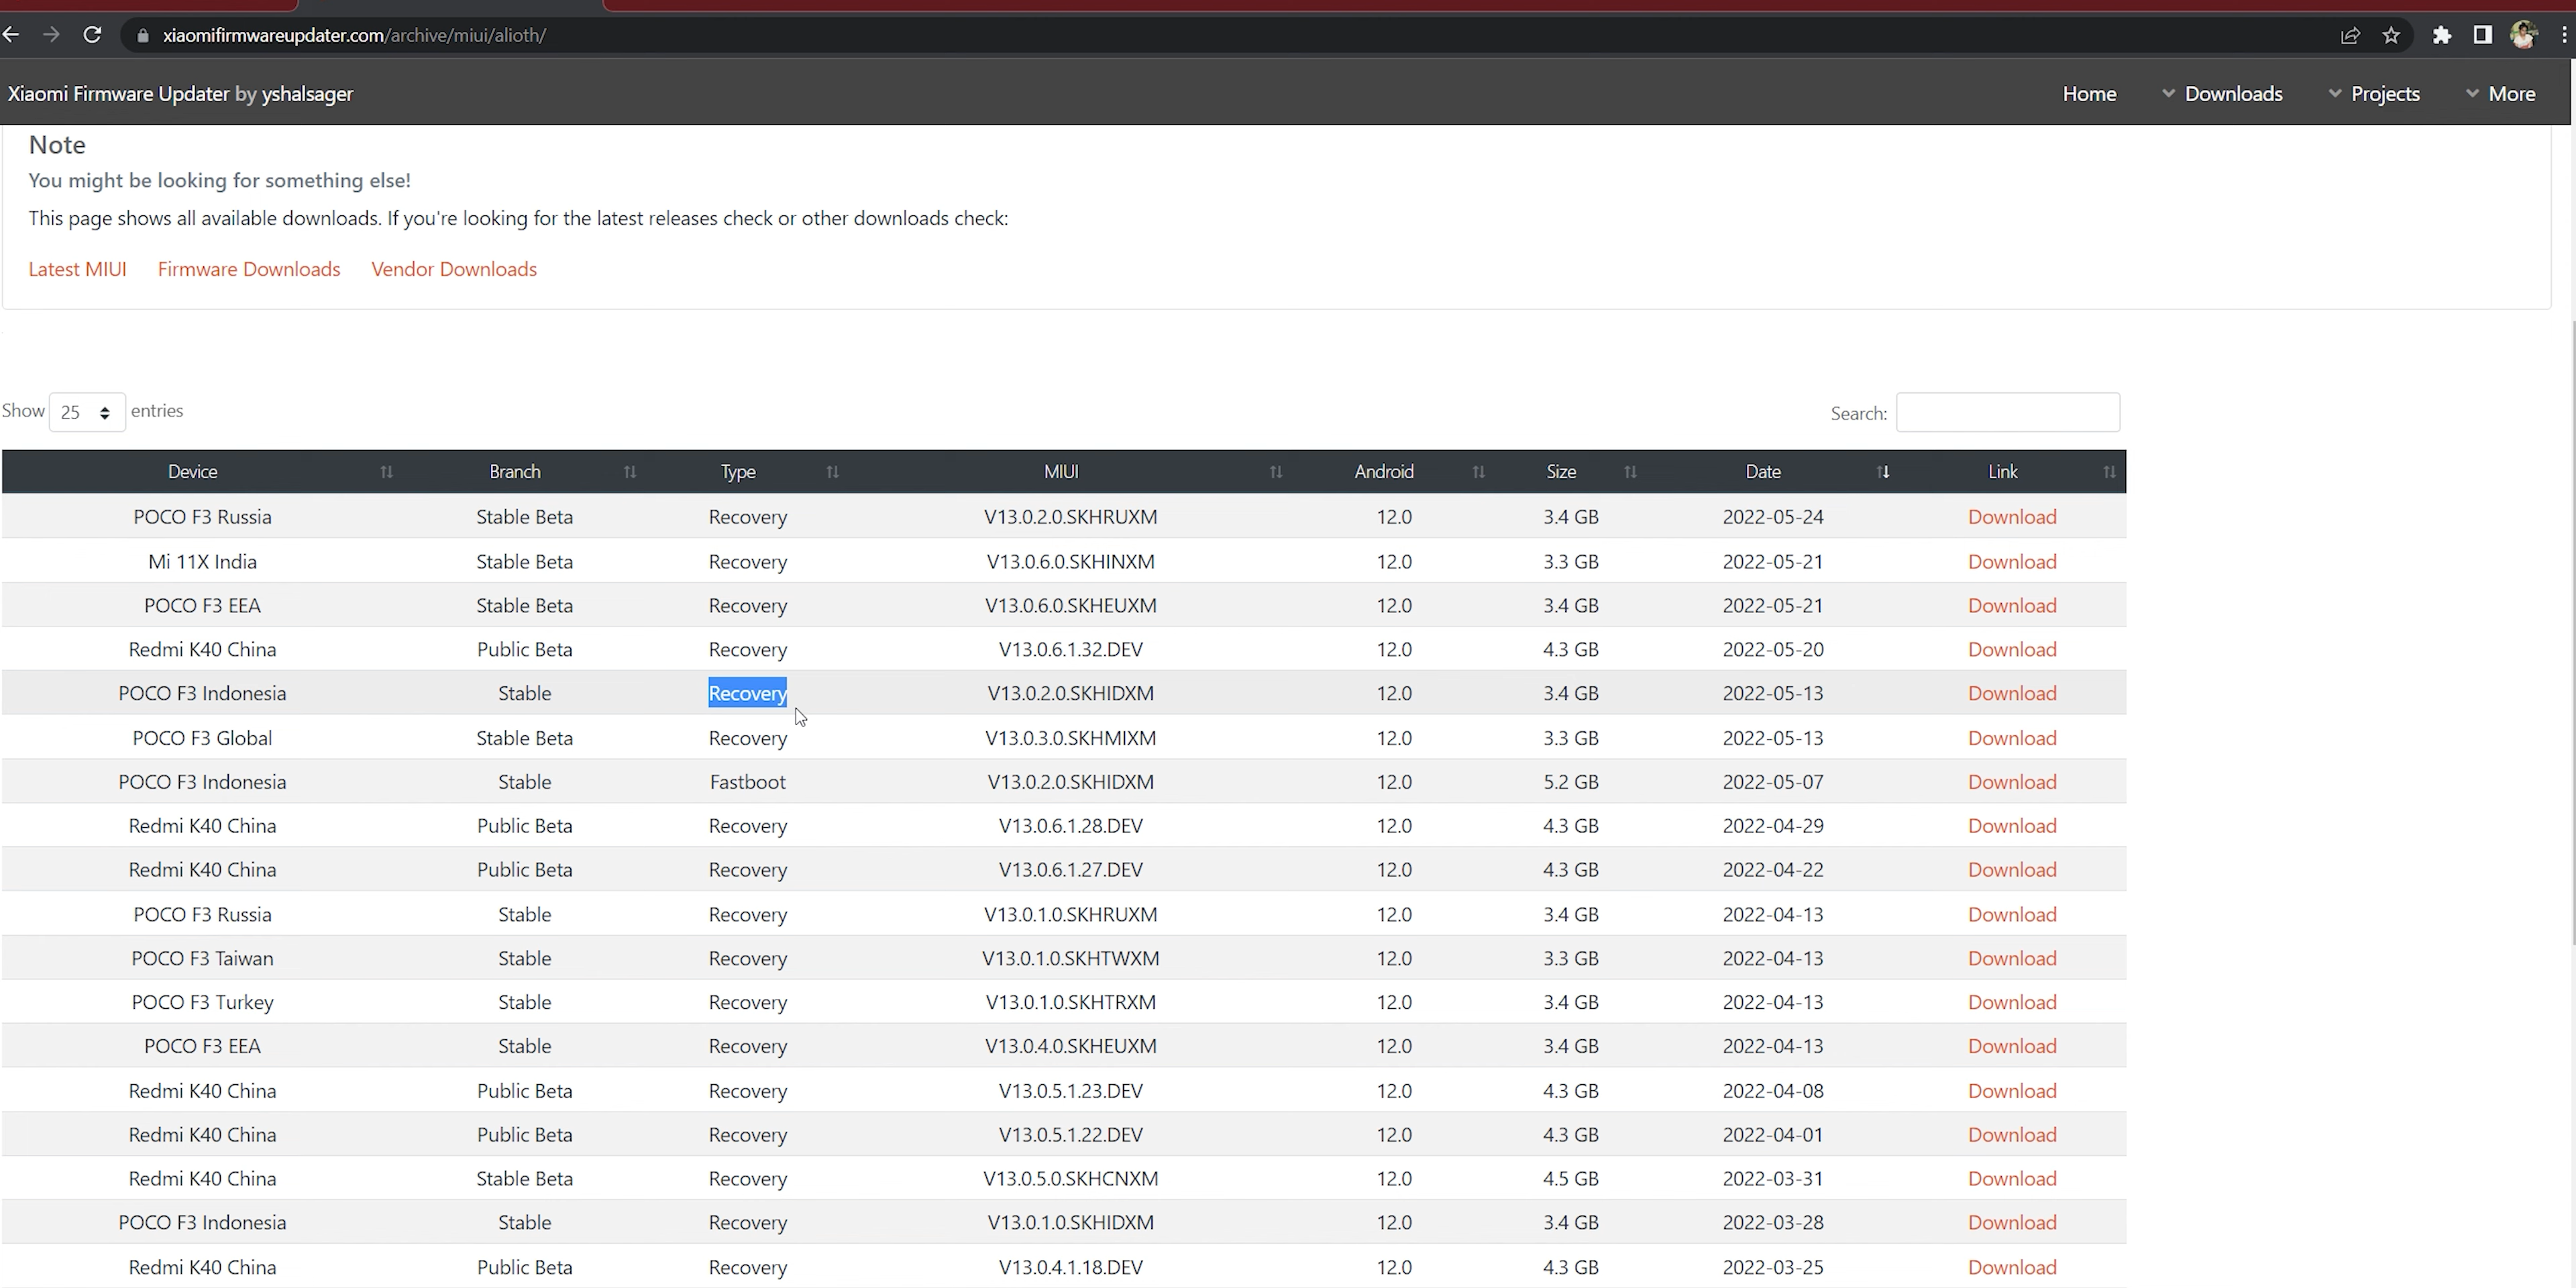 xiaomifirmwareupdater.com/archive/miui/alioth/
Xiaomi Firmware Updater by yshalsager Home Downloads Projects More
Note
You might be looking for something else!
This page shows all available downloads. If you're looking for the latest releases check or other downloads check:
Latest MIUI Firmware Downloads Vendor Downloads
Show 25 entries Search:
Device Branch Type MIUI Android Size Date Link
POCO F3 Russia Stable Beta Recovery V13.0.2.0.SKHRUXM 12.0 3.4 GB 2022-05-24 Download
Mi 11X India Stable Beta Recovery V13.0.6.0.SKHINXM 12.0 3.3 GB 2022-05-21 Download
POCO F3 EEA Stable Beta Recovery V13.0.6.0.SKHEUXM 12.0 3.4 GB 2022-05-21 Download
Redmi K40 China Public Beta Recovery V13.0.6.1.32.DEV 12.0 4.3 GB 2022-05-20 Download
POCO F3 Indonesia Stable Recovery V13.0.2.0.SKHIDXM 12.0 3.4 GB 2022-05-13 Download
POCO F3 Global Stable Beta Recovery V13.0.3.0.SKHMIXM 12.0 3.3 GB 2022-05-13 Download
POCO F3 Indonesia Stable Fastboot V13.0.2.0.SKHIDXM 12.0 5.2 GB 2022-05-07 Download
Redmi K40 China Public Beta Recovery V13.0.6.1.28.DEV 12.0 4.3 GB 2022-04-29 Download
Redmi K40 China Public Beta Recovery V13.0.6.1.27.DEV 12.0 4.3 GB 2022-04-22 Download
POCO F3 Russia Stable Recovery V13.0.1.0.SKHRUXM 12.0 3.4 GB 2022-04-13 Download
POCO F3 Taiwan Stable Recovery V13.0.1.0.SKHTWXM 12.0 3.3 GB 2022-04-13 Download
POCO F3 Turkey Stable Recovery V13.0.1.0.SKHTRXM 12.0 3.4 GB 2022-04-13 Download
POCO F3 EEA Stable Recovery V13.0.4.0.SKHEUXM 12.0 3.4 GB 2022-04-13 Download
Redmi K40 China Public Beta Recovery V13.0.5.1.23.DEV 12.0 4.3 GB 2022-04-08 Download
Redmi K40 China Public Beta Recovery V13.0.5.1.22.DEV 12.0 4.3 GB 2022-04-01 Download
Redmi K40 China Stable Beta Recovery V13.0.5.0.SKHCNXM 12.0 4.5 GB 2022-03-31 Download
POCO F3 Indonesia Stable Recovery V13.0.1.0.SKHIDXM 12.0 3.4 GB 2022-03-28 Download
Redmi K40 China Public Beta Recovery V13.0.4.1.18.DEV 12.0 4.3 GB 2022-03-25 Download